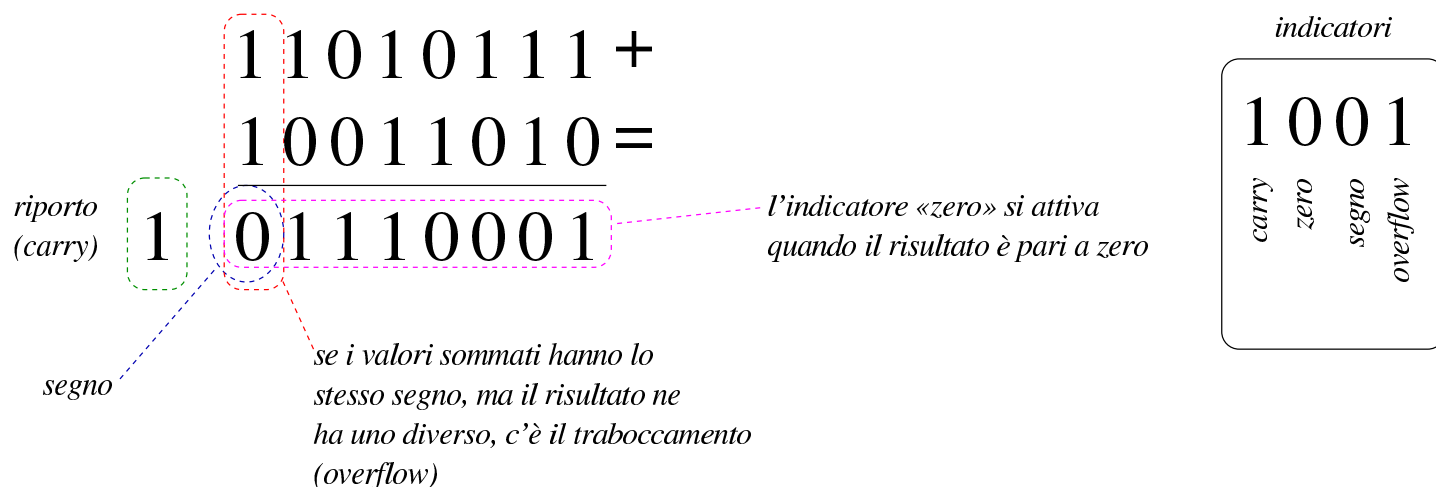 indicatori
1 1 0 1 0 1 1 1 +
1 0 0 1 1 0 1 0 =
1 0 1 1 1 0 0 0 1
riporto
(carry)
l’indicatore «zero» si attiva
quando il risultato è pari a zero
segno
se i valori sommati hanno lo
stesso segno, ma il risultato ne
ha uno diverso, c’è il traboccamento
(overflow)
1 0 0 1
carry
zero
segno
overflow